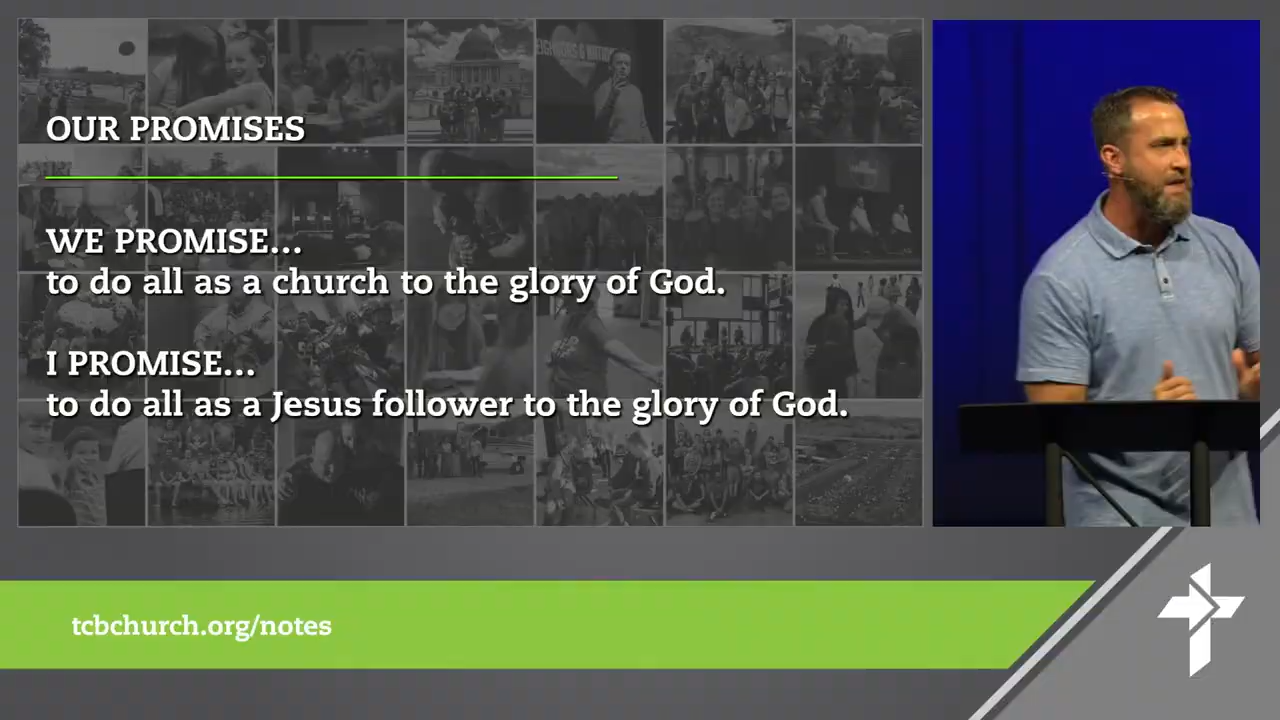 OUR PROMISES
WE PROMISE...
to do all as a church to the glory of God.
I PROMISE...
to do all as a Jesus follower to the glory of God.
tcbchurch.org/notes